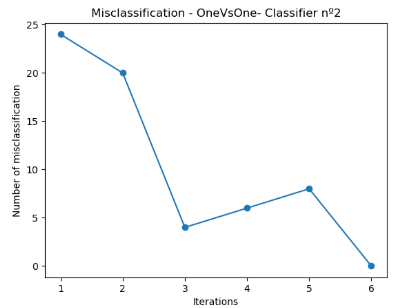 Misclassification - OneVsOne- Classifier nº2
25
20
15
10
5
0
Number of misclassification
1 2 3 4 5 6
Iterations